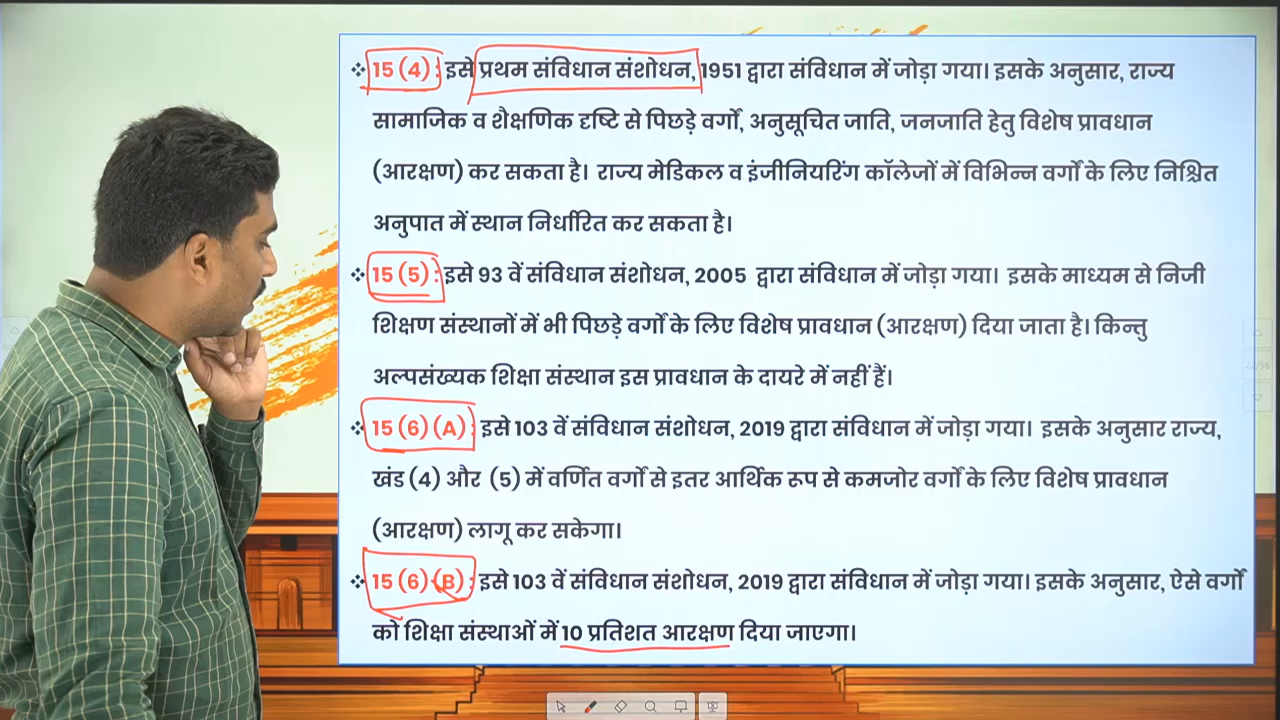 ❖ 15 (4) : इसे प्रथम संविधान संशोधन, 1951 द्वारा संविधान में जोड़ा गया। इसके अनुसार, राज्य
सामाजिक व शैक्षणिक दृष्टि से पिछड़े वर्गों, अनुसूचित जाति, जनजाति हेतु विशेष प्रावधान
(आरक्षण) कर सकता है। राज्य मेडिकल व इंजीनियरिंग कॉलेजों में विभिन्न वर्गों के लिए निश्चित
अनुपात में स्थान निर्धारित कर सकता है।
❖ 15 (5) : इसे 93 वें संविधान संशोधन, 2005 द्वारा संविधान में जोड़ा गया। इसके माध्यम से निजी
शिक्षण संस्थानों में भी पिछड़े वर्गों के लिए विशेष प्रावधान (आरक्षण) दिया जाता है। किन्तु
अल्पसंख्यक शिक्षा संस्थान इस प्रावधान के दायरे में नहीं हैं।
❖ 15 (6) (A) : इसे 103 वें संविधान संशोधन, 2019 द्वारा संविधान में जोड़ा गया। इसके अनुसार राज्य,
खंड (4) और (5) में वर्णित वर्गों से इतर आर्थिक रूप से कमजोर वर्गों के लिए विशेष प्रावधान
(आरक्षण) लागू कर सकेगा।
❖ 15 (6) (B) : इसे 103 वें संविधान संशोधन, 2019 द्वारा संविधान में जोड़ा गया। इसके अनुसार, ऐसे वर्गों
को शिक्षा संस्थाओं में 10 प्रतिशत आरक्षण दिया जाएगा।
22/56